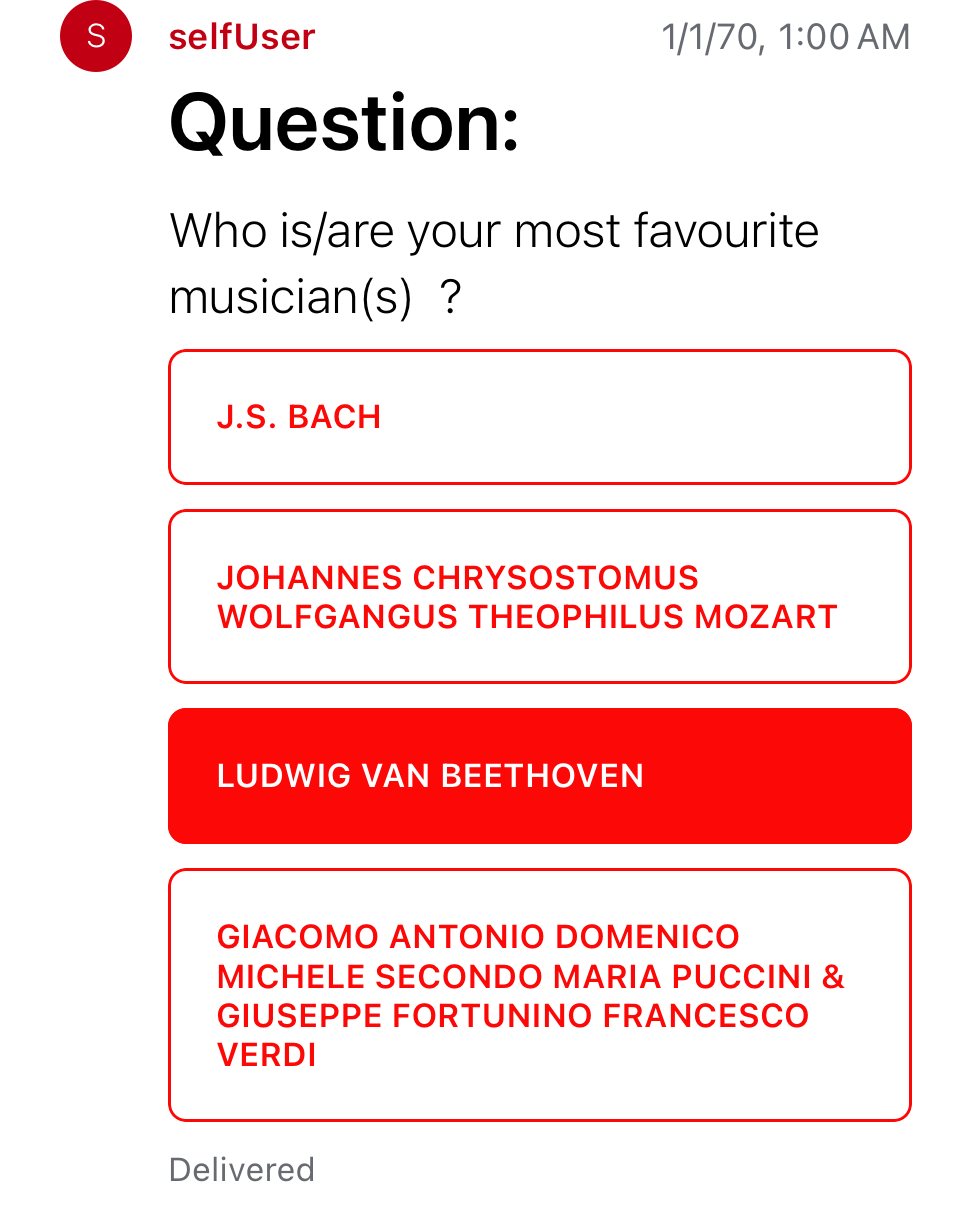 S
selfUser
1/1/70, 1:00 AM
Question:
Who is/are your most favourite
musician(s)  ?
J.S. BACH
JOHANNES CHRYSOSTOMUS
WOLFGANGUS THEOPHILUS MOZART
LUDWIG VAN BEETHOVEN
GIACOMO ANTONIO DOMENICO
MICHELE SECONDO MARIA PUCCINI &
GIUSEPPE FORTUNINO FRANCESCO
VERDI
Delivered